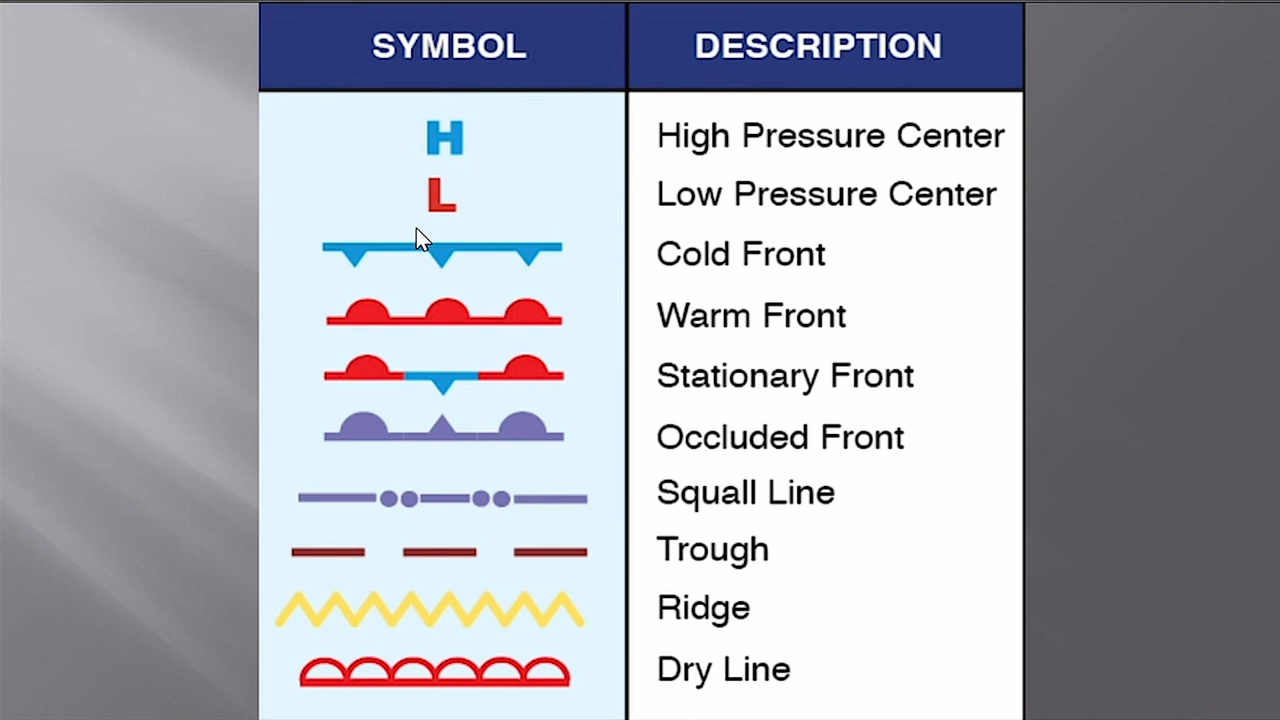 SYMBOL DESCRIPTION
H High Pressure Center
L Low Pressure Center
Cold Front
Warm Front
Stationary Front
Occluded Front
Squall Line
Trough
Ridge
Dry Line